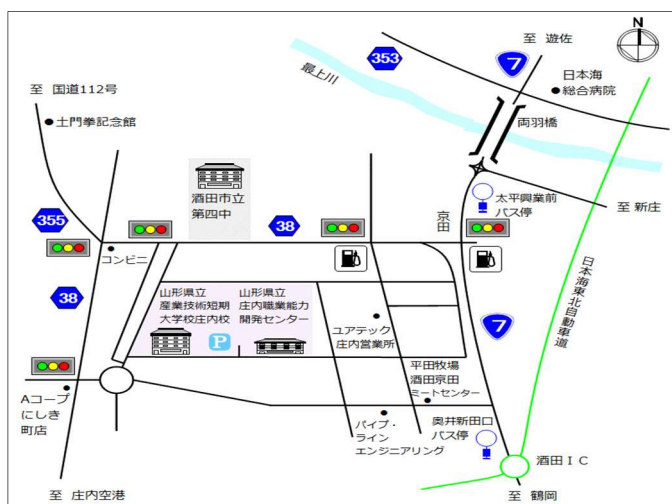 N
至 遊佐
353
7
日本海
総合病院
最上川
至 国道112号
土門拳記念館
両羽橋
酒田市立
第四中
太平興業前
バス停
至 新庄
京田
355
38
コンビニ
38
山形県立
産業技術短期
大学校庄内校
山形県立
庄内職業能力
開発センター
P
ユアテック
庄内営業所
7
日本海東北自動車道
平田牧場
酒田京田
ミートセンター
Aコープ
にしき
町店
パイプ・
ライン
エンジニアリング
奥井新田口
バス停
酒田IC
至 庄内空港
至 鶴岡